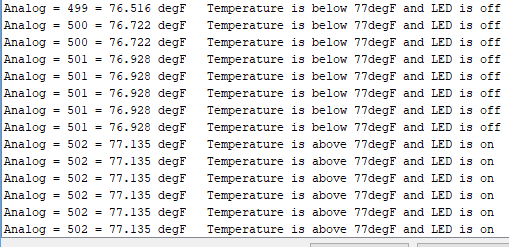 Analog = 499 = 76.516 degF   Temperature is below 77degF and LED is off
Analog = 500 = 76.722 degF   Temperature is below 77degF and LED is off
Analog = 500 = 76.722 degF   Temperature is below 77degF and LED is off
Analog = 501 = 76.928 degF   Temperature is below 77degF and LED is off
Analog = 501 = 76.928 degF   Temperature is below 77degF and LED is off
Analog = 501 = 76.928 degF   Temperature is below 77degF and LED is off
Analog = 501 = 76.928 degF   Temperature is below 77degF and LED is off
Analog = 501 = 76.928 degF   Temperature is below 77degF and LED is off
Analog = 502 = 77.135 degF   Temperature is above 77degF and LED is on
Analog = 502 = 77.135 degF   Temperature is above 77degF and LED is on
Analog = 502 = 77.135 degF   Temperature is above 77degF and LED is on
Analog = 502 = 77.135 degF   Temperature is above 77degF and LED is on
Analog = 502 = 77.135 degF   Temperature is above 77degF and LED is on
Analog = 502 = 77.135 degF   Temperature is above 77degF and LED is on